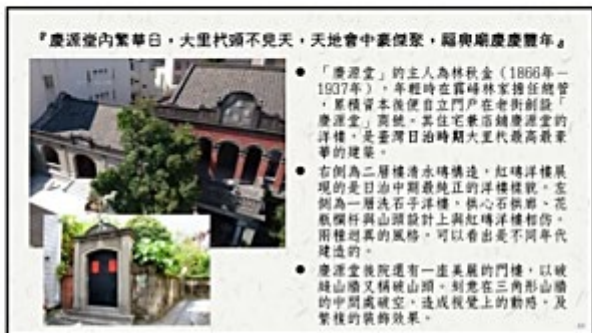 『慶源堂內繁華日，大里杙頭不見天，天地會中豪傑聚，福興廟慶慶豐年』
● 「慶源堂」的主人為林秋金（1866年－
1937年），年輕時在霧峰林家擔任總管
，累積資本後便自立門戶在老街創設「
慶源堂」商號。其住宅兼店鋪慶源堂的
洋樓，是臺灣日治時期大里杙最高最豪
華的建築。
● 右側為二層樓清水磚構造，紅磚洋樓展
現的是日治中期最純正的洋樓樣貌。左
側為一層洗石子洋樓，拱心石拱廊、花
瓶欄杆與山頭設計上與紅磚洋樓相仿。
兩種迥異的風格，可以看出是不同年代
建造的。
● 慶源堂後院還有一座美麗的門樓，以破
縫山牆又稱破山頭。刻意在三角形山牆
的中間處破空，造成視覺上的動感，及
繁複的裝飾效果。